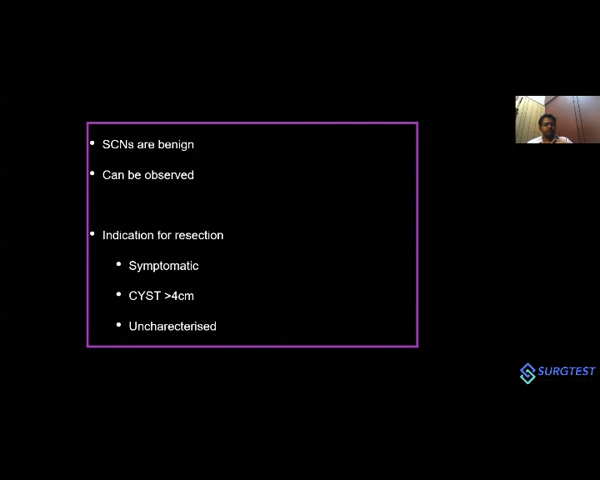 SCNs are benign
Can be observed
Indication for resection
Symptomatic
CYST >4cm
Uncharecterised
SURGTEST